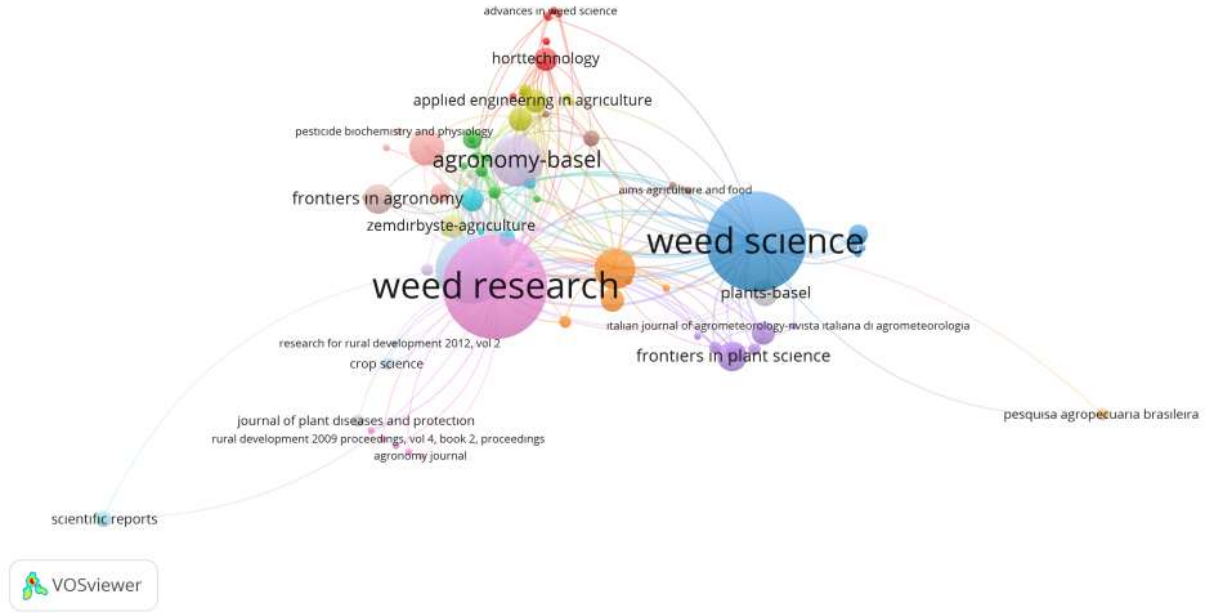 advances in weed science
horttechnology
applied engineering in agriculture
pesticide biochemistry and physiology
agronomy-basel
aims agriculture and food
frontiers in agronomy
zemdirbyste-agriculture
weed science
weed research
plants-basel
italian journal of agrometeorology-rivista italiana di agrometeorologia
research for rural development 2012, vol 2
frontiers in plant science
crop science
pesquisa agropecuaria brasileira
journal of plant diseases and protection
rural development 2009 proceedings, vol 4, book 2, proceedings
agronomy journal
scientific reports
VOSviewer